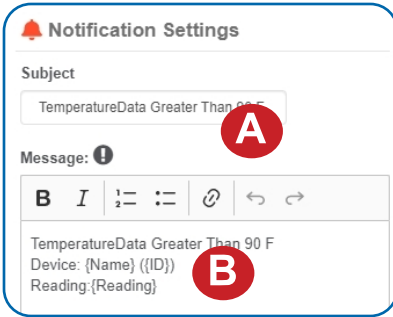 Notification Settings
Subject
TemperatureData Greater Than 90 F
A
Message:
B I
TemperatureData Greater Than 90 F
Device: {Name} ({ID})
Reading:{Reading}
B